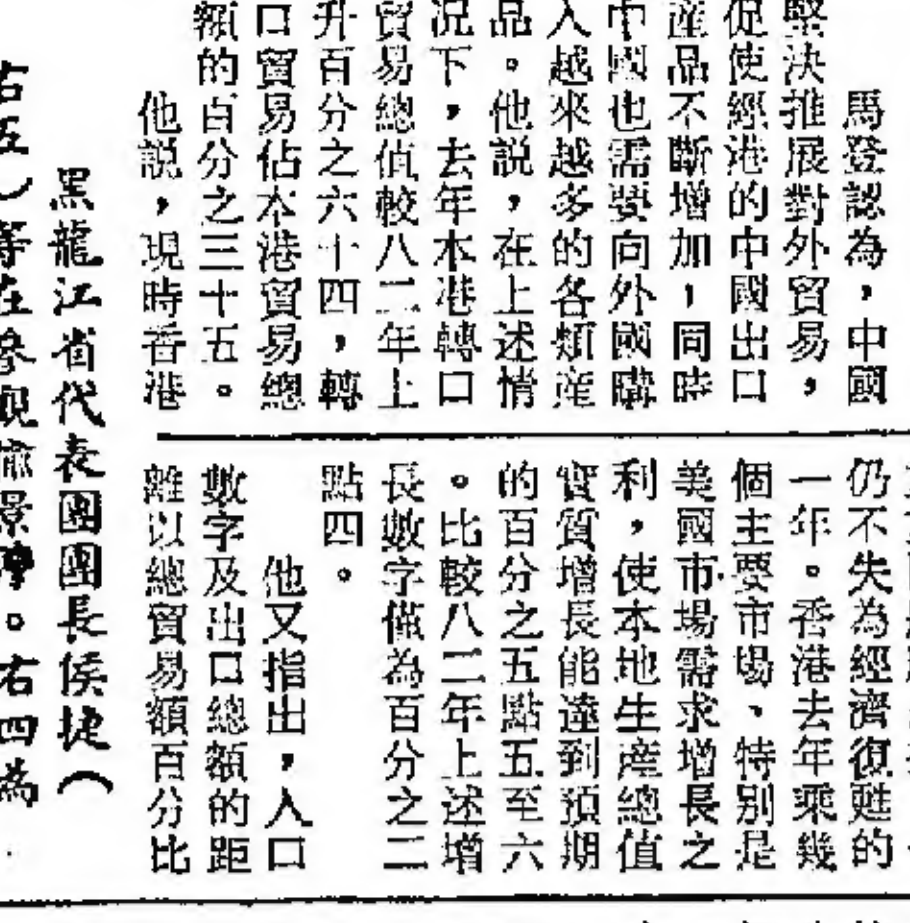 馬登認為，中國
堅決推展對外貿易，
促使經港的中國出口
產品不斷增加，同時
中國也需要向外國購
入越來越多的各類產
品。他說，在上述情
况下，去年本港轉口
貿易總值較八二年上
升百分之六十四，轉
口貿易佔本港貿易總
額的百分之三十五。
他説，現時香港
仍不失為經濟復甦的
一年。香港去年乘幾
個主要市場、特別是
美國市場需求增長之
利，使本地生產總值
實質增長能達到預期
的百分之五點五至六
。比較八二年上述增
長數字僅為百分之二
點四。
他又指出，入口
數字及出口總額的距
離以總貿易額百分比
黑龍江省代表團團長侯捷（
右五）等在參觀愉景灣。右四為